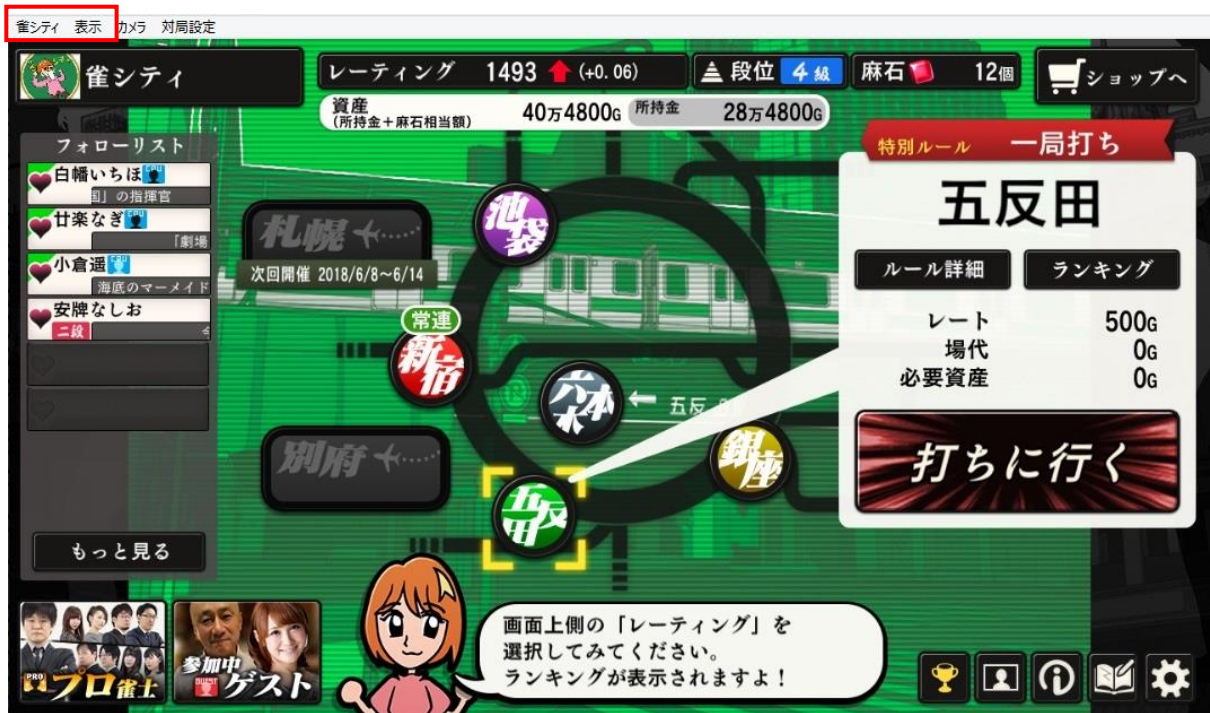 雀シティ 表示 カメラ 対局設定
雀シティ
レーティング 1493 (+0.06)
段位 4級
麻石 12個
ショップへ
資産
(所持金+麻石相当額)
40万4800G
所持金 28万4800G
フォローリスト
白幡いちほ CPU
国」の指揮官
廿楽なぎ CPU
「劇場
小倉遥 CPU
海底のマーメイド
安牌なしお
二段
もっと見る
札幌
次回開催 2018/6/8~6/14
池袋
常連
新宿
六本木
← 五反
別府
銀座
五反田
特別ルール 一局打ち
五反田
ルール詳細
ランキング
レート 500G
場代 0G
必要資産 0G
打ちに行く
PRO プロ雀士
参加中
GUEST ゲスト
画面上側の「レーティング」を
選択してみてください。
ランキングが表示されますよ!